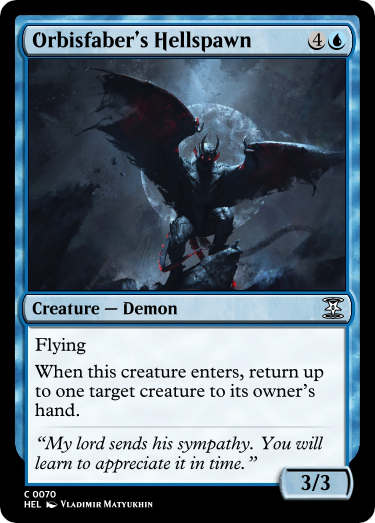 Orbisfaber's Hellspawn 4
Creature — Demon
Flying
When this creature enters, return up
to one target creature to its owner's
hand.
“My lord sends his sympathy. You will
learn to appreciate it in time.”
3/3
C 0070
HEL Vladimir Matyukhin